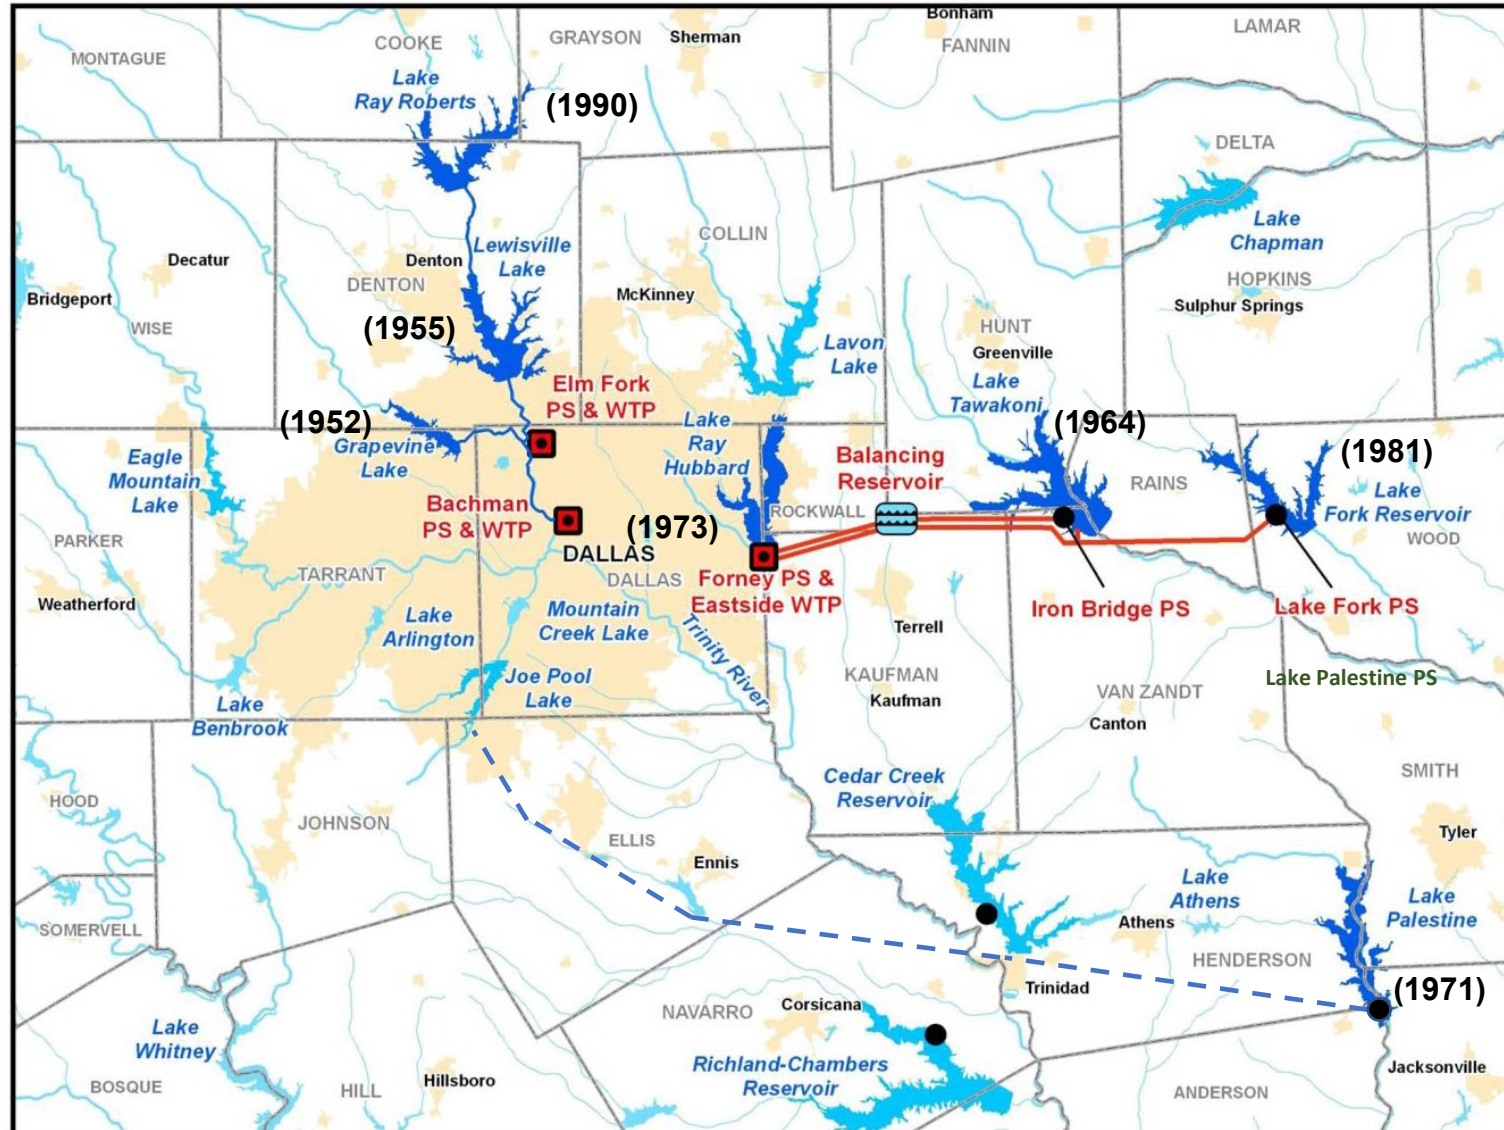 Bonham
LAMAR
COOKE
GRAYSON
Sherman
FANNIN
MONTAGUE
Lake
Ray Roberts
(1990)
DELTA
Lake
Chapman
COLLIN
Lewisville
Lake
Decatur
Denton
DENTON
HOPKINS
Sulphur Springs
Bridgeport
McKinney
WISE
(1955)
HUNT
Greenville
Lavon
Lake
Lake
Tawakoni
Elm Fork
PS & WTP
(1952)
Grapevine
Lake
Lake
Ray
Hubbard
(1964)
Balancing
Reservoir
(1981)
Eagle
Mountain
Lake
RAINS
Lake
Fork Reservoir
WOOD
Bachman
PS & WTP
(1973)
ROCKWALL
PARKER
DALLAS
TARRANT
DALLAS
Forney PS &
Eastside WTP
Weatherford
Lake
Arlington
Mountain
Creek Lake
Iron Bridge PS
Lake Fork PS
Terrell
Trinity River
Joe Pool
Lake
KAUFMAN
Kaufman
Lake Palestine PS
VAN ZANDT
Canton
Lake
Benbrook
SMITH
Cedar Creek
Reservoir
HOOD
JOHNSON
ELLIS
Tyler
Ennis
Lake
Athens
Lake
Palestine
Athens
SOMERVELL
HENDERSON
Trinidad
(1971)
NAVARRO
Corsicana
Lake
Whitney
Richland-Chambers
Reservoir
Jacksonville
BOSQUE
HILL
Hillsboro
ANDERSON